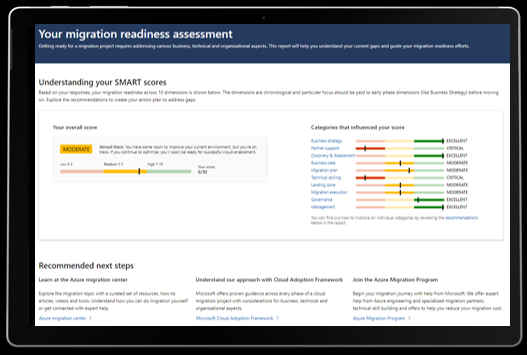 Your migration readiness assessment
Getting ready for a migration project requires addressing various business, technical and organizational aspects. This report will help you understand your current gaps and guide your migration readiness efforts.
Understanding your SMART scores
Based on your responses, your migration readiness across 10 dimensions is shown below. The dimensions are chronological and particular focus should be paid to early phase dimensions (like Business Strategy) before moving
on. Explore the recommendations to create your action plan to address gaps.
Your overall score
MODERATE
Almost there. You have some room to improve your current environment, but you're on
track. If you continue to optimize, you'll soon be ready for successful cloud enablement.
Low 0-3
Medium 3-7
High 7-10
Your score:
6/10
Categories that influenced your score
Business strategy EXCELLENT
Partner support CRITICAL
Discovery & Assessment EXCELLENT
Business case MODERATE
Migration plan MODERATE
Technical skilling CRITICAL
Landing zone MODERATE
Migration execution MODERATE
Governance EXCELLENT
Management EXCELLENT
You can find out how to improve on individual categories by reviewing the recommendations
below in the report.
Recommended next steps
Learn at the Azure migration center
Explore the migration topic with a curated set of resources, how-to
articles, videos and tools. Understand how you can do migration yourself
or get connected with expert help.
Azure migration center >
Understand our approach with Cloud Adoption Framework
Microsoft offers proven guidance across every phase of a cloud
migration project with considerations for business, technical and
organizational aspects.
Microsoft Cloud Adoption Framework >
Join the Azure Migration Program
Begin your migration journey with help from Microsoft. We offer expert
help from Azure engineering and specialized migration partners,
technical skill building and offers to help you reduce your migration cost.
Azure Migration Program >